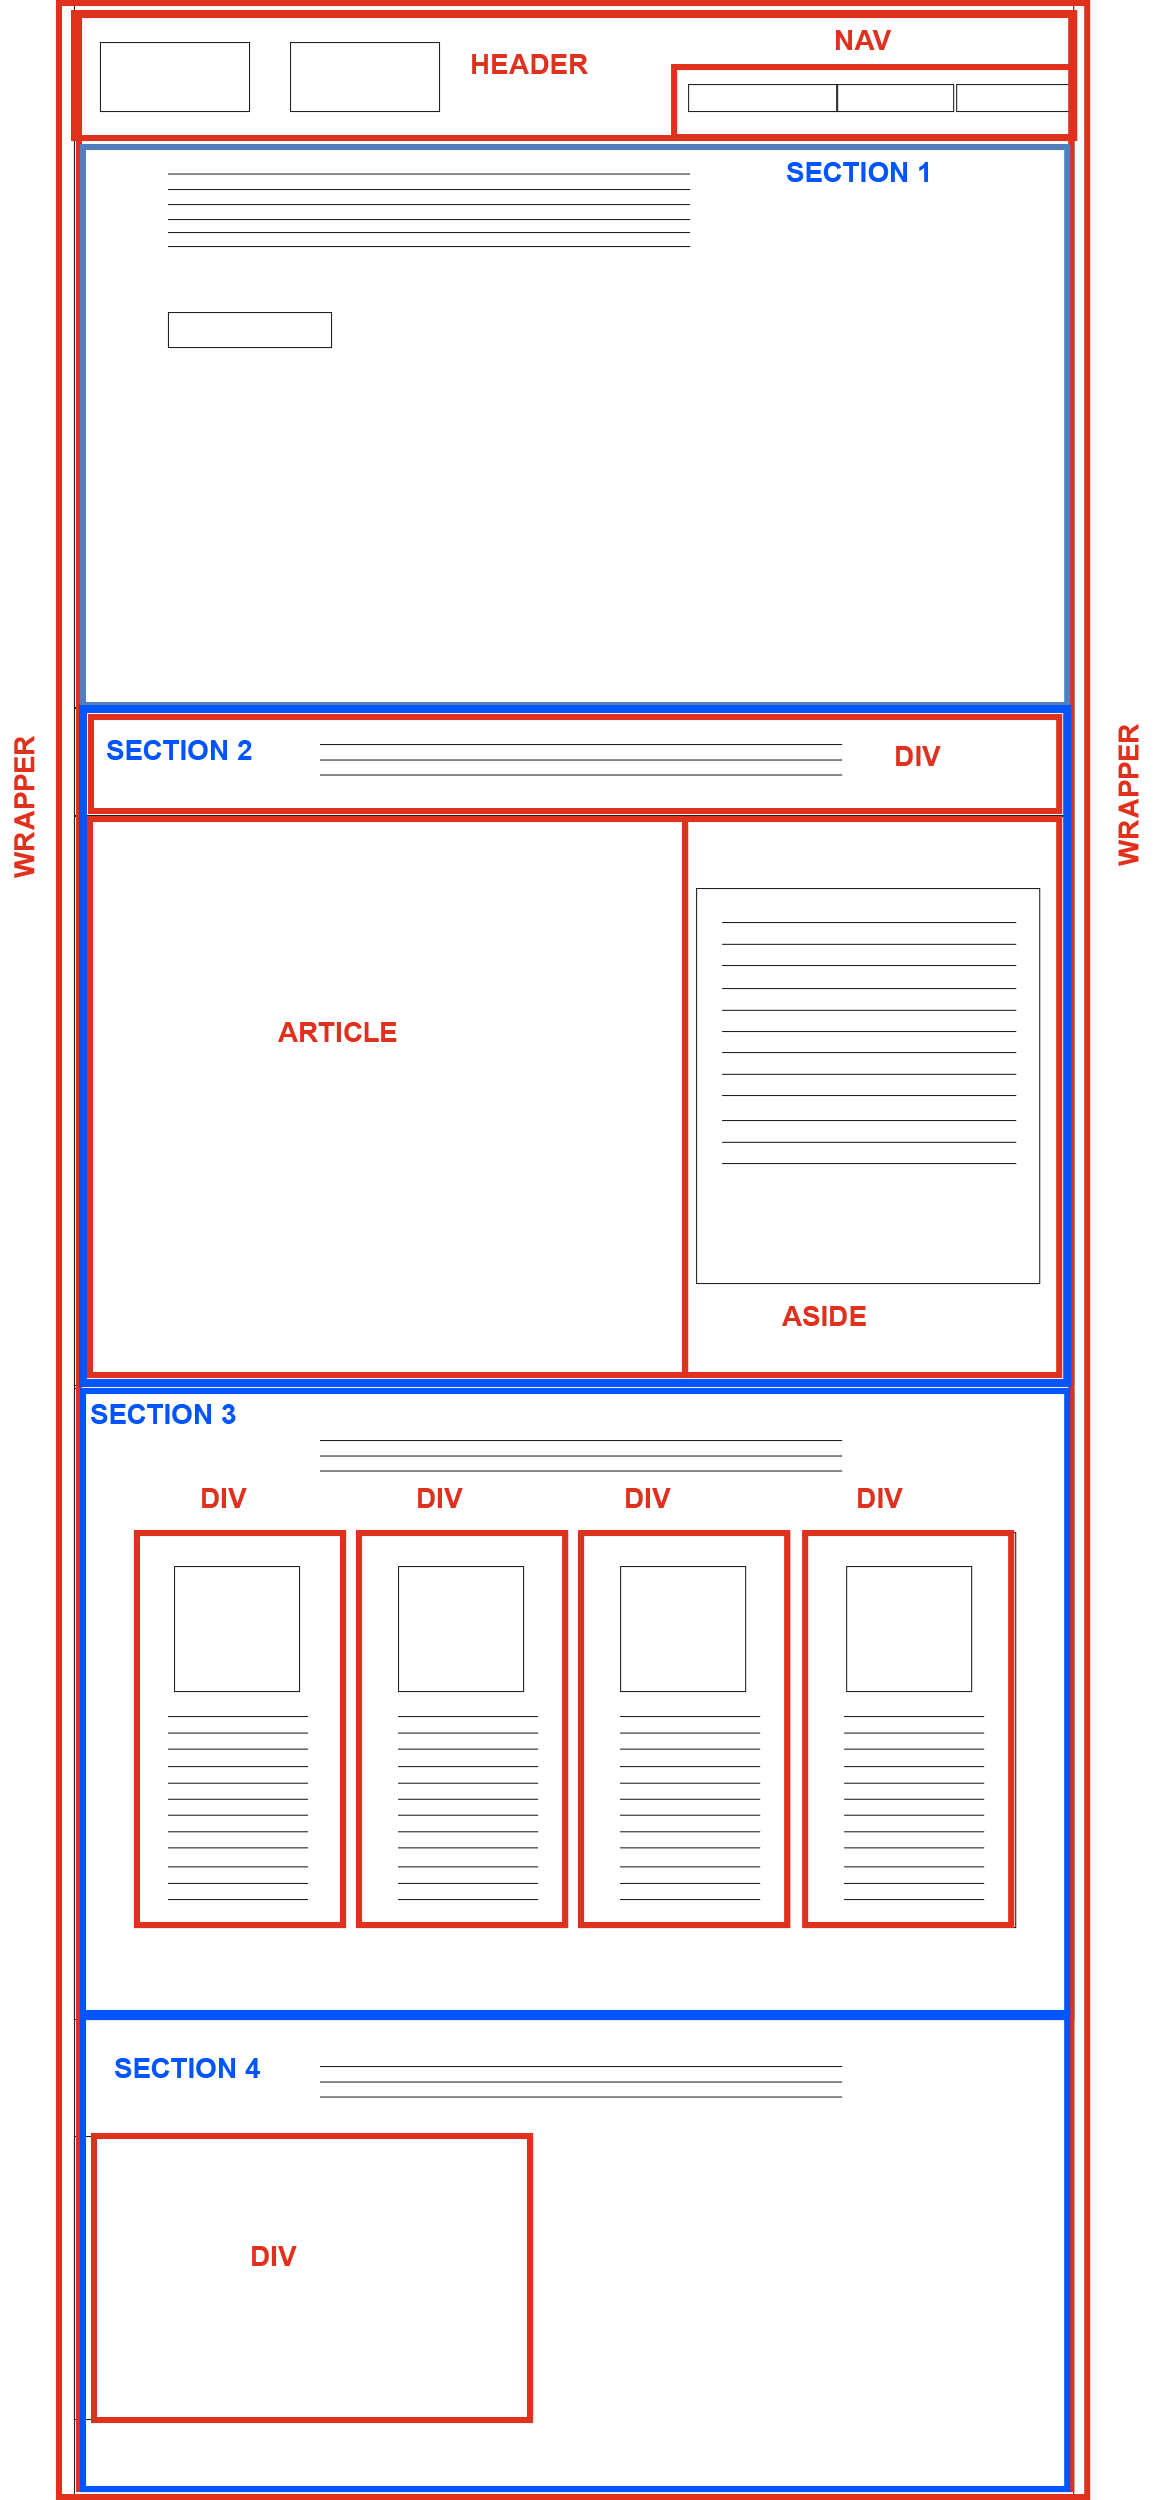 NAV
HEADER
SECTION 1
WRAPPER
WRAPPER
SECTION 2
DIV
ARTICLE
ASIDE
SECTION 3
DIV DIV DIV DIV
SECTION 4
DIV